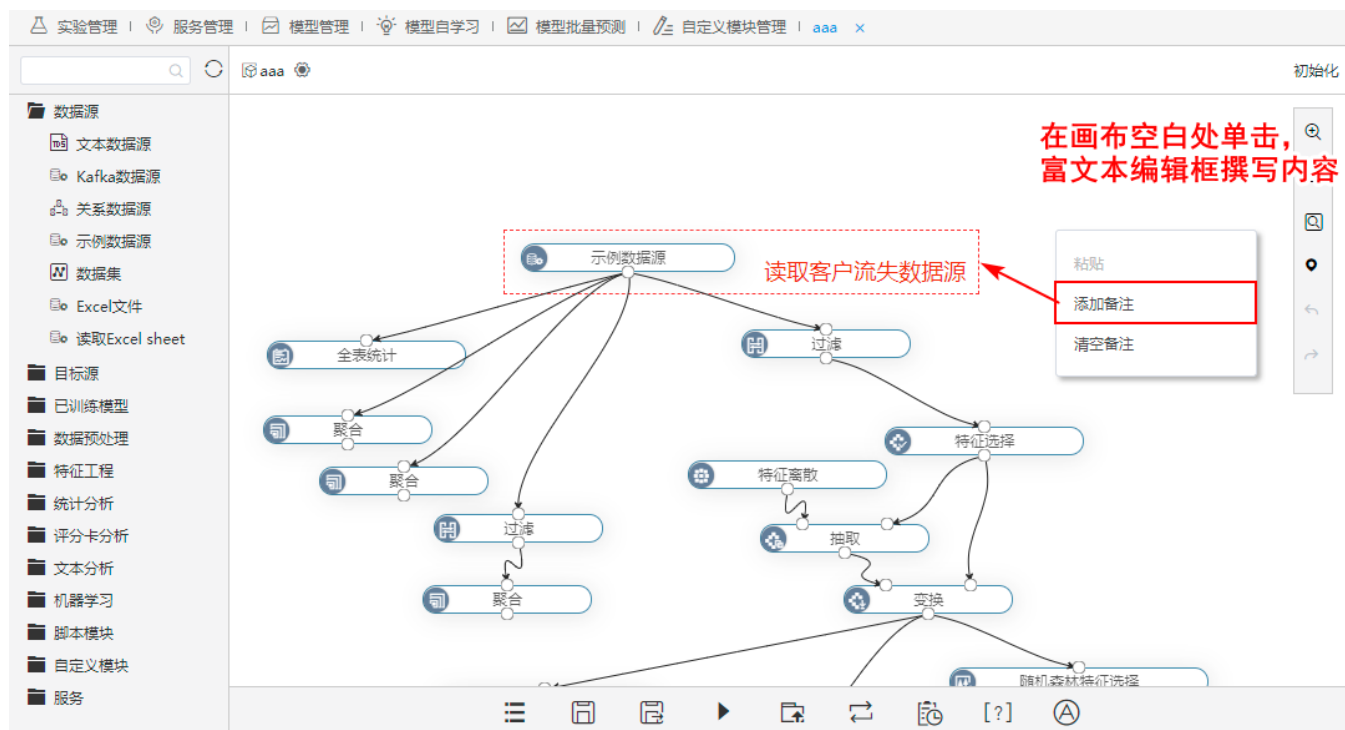 实验管理 服务管理 模型管理 模型自学习 模型批量预测 自定义模块管理 aaa ×
aaa
初始化
数据源
文本数据源
Kafka数据源
关系数据源
示例数据源
数据集
Excel文件
读取Excel sheet
目标源
已训练模型
数据预处理
特征工程
统计分析
评分卡分析
文本分析
机器学习
脚本模块
自定义模块
服务
在画布空白处单击，
富文本编辑框撰写内容
示例数据源
读取客户流失数据源
粘贴
添加备注
清空备注
全表统计
过滤
聚合
特征选择
聚合
特征离散
过滤
抽取
聚合
变换
随机森林特征选择
[?]